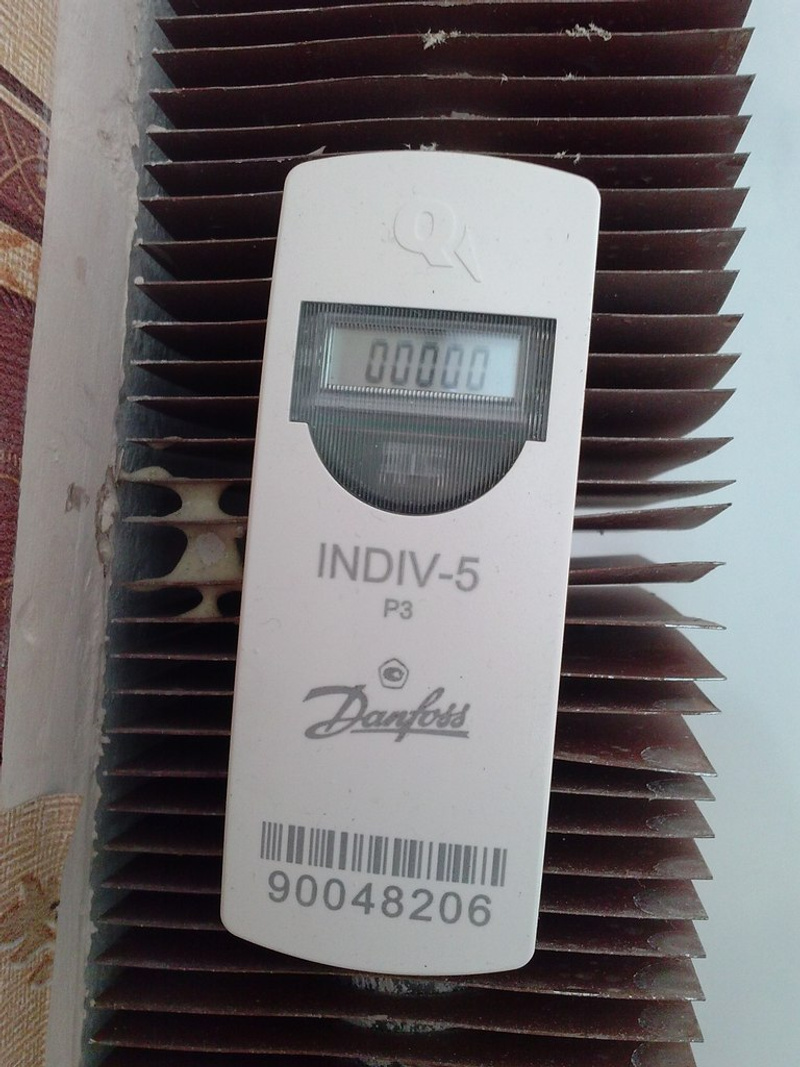 Q
00000
INDIV-5
P3
Danfoss
90048206